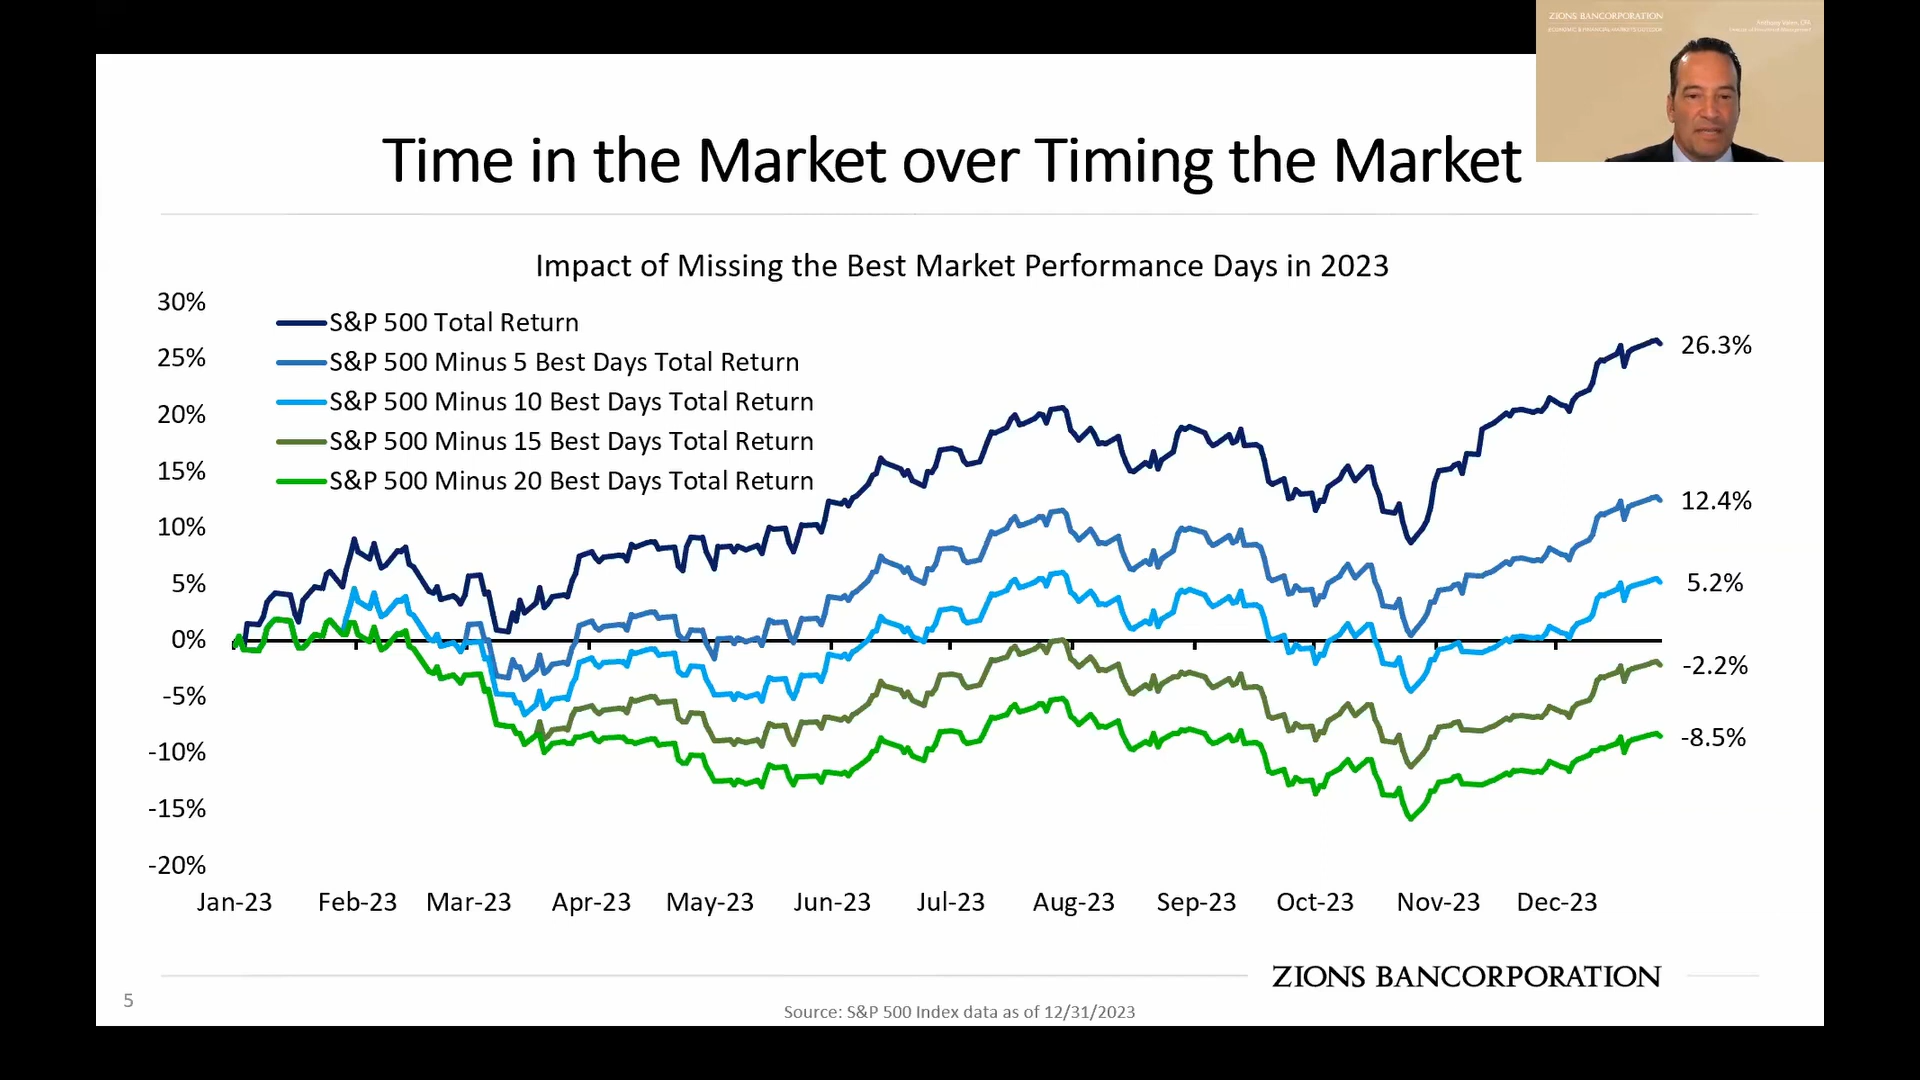 ZIONS BANCORPORATION
ECONOMIC & FINANCIAL MARKETS OUTLOOK
Time in the Market over Timing the Market
Impact of Missing the Best Market Performance Days in 2023
30%
25%
20%
15%
10%
5%
0%
-5%
-10%
-15%
-20%
S&P 500 Total Return
S&P 500 Minus 5 Best Days Total Return
S&P 500 Minus 10 Best Days Total Return
S&P 500 Minus 15 Best Days Total Return
S&P 500 Minus 20 Best Days Total Return
26.3%
12.4%
5.2%
-2.2%
-8.5%
Jan-23 Feb-23 Mar-23 Apr-23 May-23 Jun-23 Jul-23 Aug-23 Sep-23 Oct-23 Nov-23 Dec-23
ZIONS BANCORPORATION
5
Source: S&P 500 Index data as of 12/31/2023